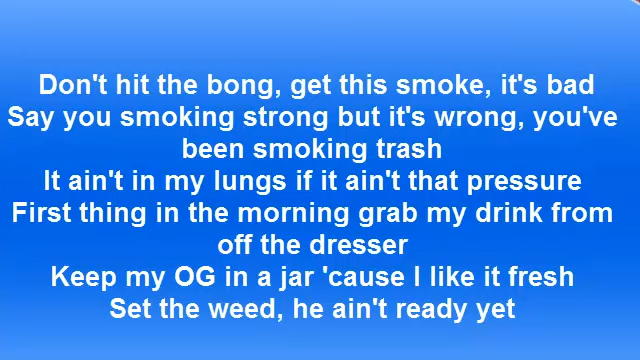 Don't hit the bong, get this smoke, it's bad
Say you smoking strong but it's wrong, you've
been smoking trash
It ain't in my lungs if it ain't that pressure
First thing in the morning grab my drink from
off the dresser
Keep my OG in a jar 'cause I like it fresh
Set the weed, he ain't ready yet